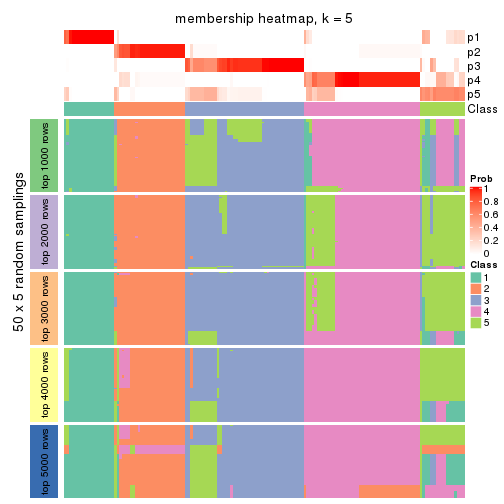 membership heatmap, k = 5
p1
p2
p3
p4
p5
Class
50 x 5 random samplings
top 1000 rows
top 2000 rows
top 3000 rows
top 4000 rows
top 5000 rows
Prob
1
0.8
0.6
0.4
0.2
0
Class
1
2
3
4
5